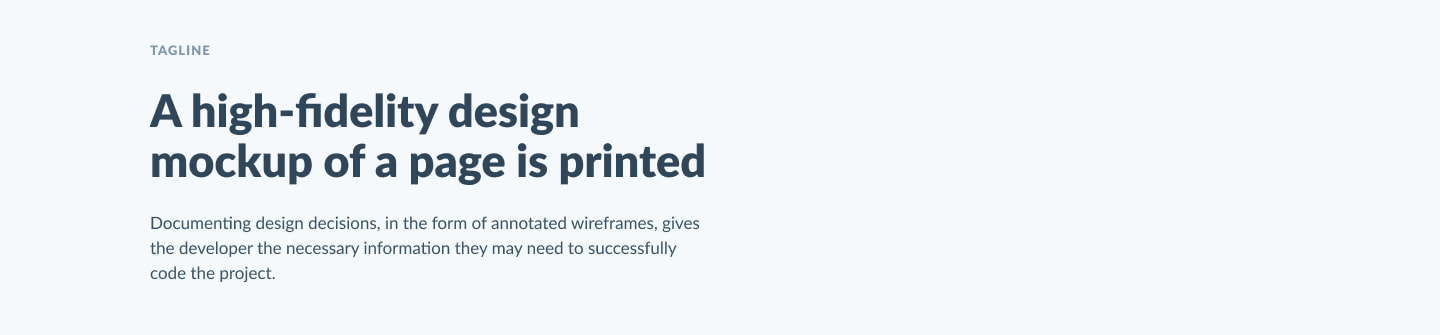 TAGLINE
A high-fidelity design
mockup of a page is printed
Documenting design decisions, in the form of annotated wireframes, gives
the developer the necessary information they may need to successfully
code the project.